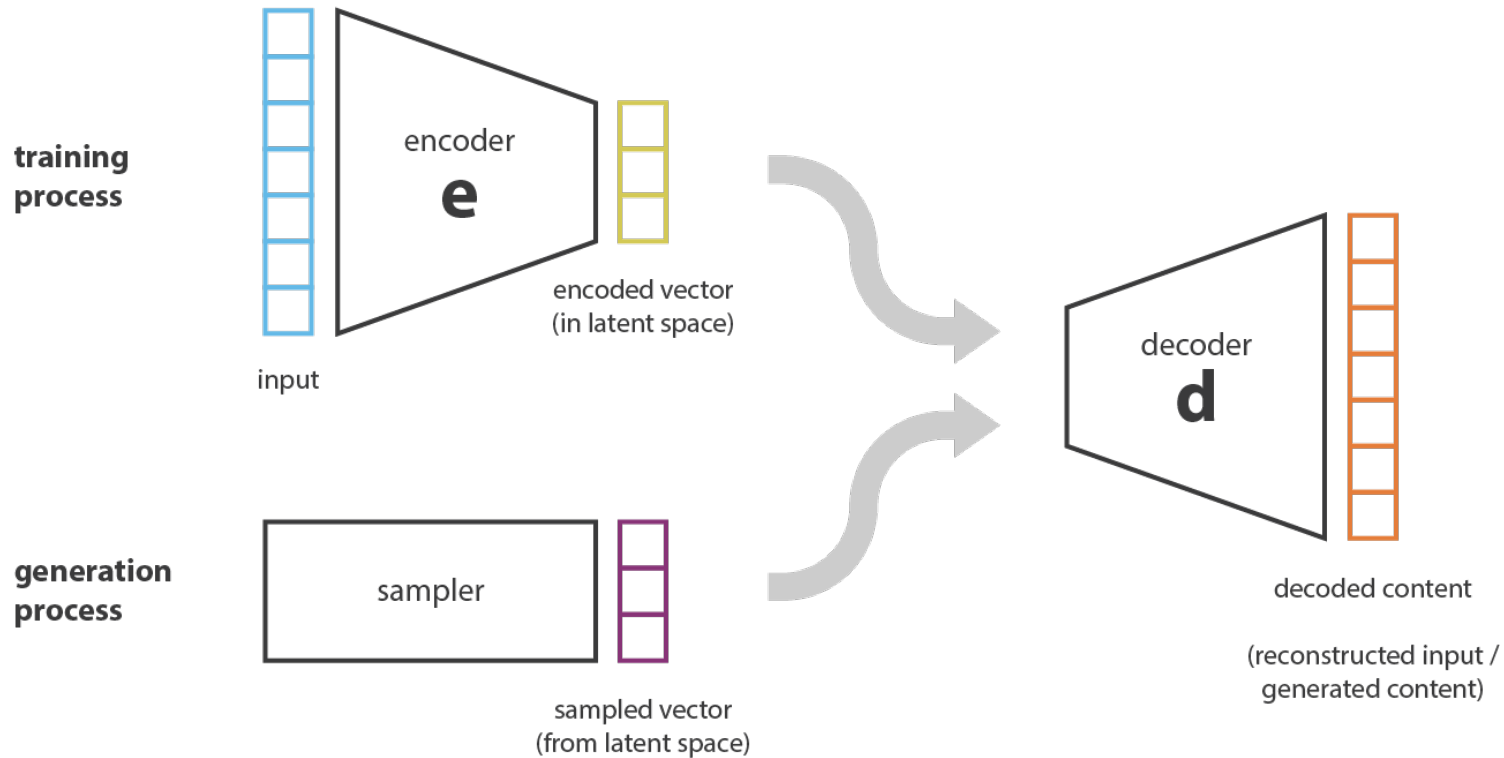 training
process
encoder
e
encoded vector
(in latent space)
input
decoder
d
generation
process
sampler
sampled vector
(from latent space)
decoded content
(reconstructed input /
generated content)